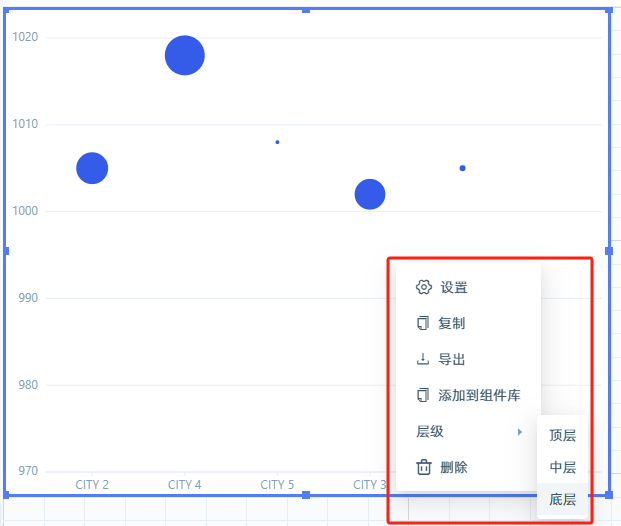 1020
1010
1000
990
980
970
CITY 2
CITY 4
CITY 5
CITY 3
设置
复制
导出
添加到组件库
层级
删除
顶层
中层
底层